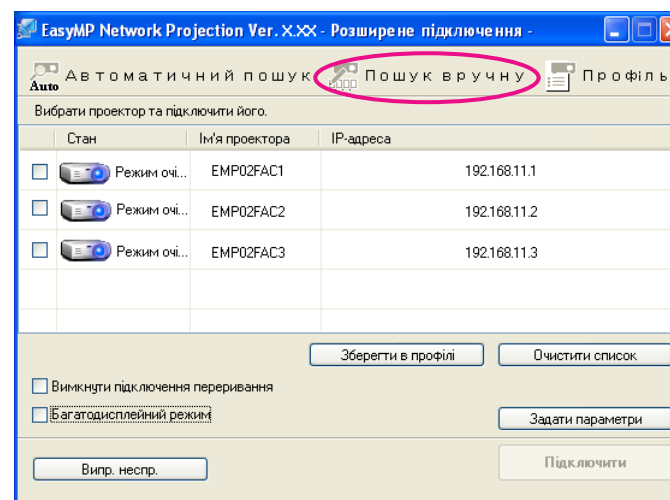 EasyMP Network Projection Ver. X.XX - Розширене підключення -
Auto Автоматичний пошук Пошук вручну Профіль
Вибрати проектор та підключити його.
Стан Ім'я проектора IP-адреса
Режим очі... EMP02FAC1 192.168.11.1
Режим очі... EMP02FAC2 192.168.11.2
Режим очі... EMP02FAC3 192.168.11.3
Зберегти в профілі Очистити список
Вимкнути підключення переривання
Багатодисплейний режим Задати параметри
Випр. неспр. Підключити